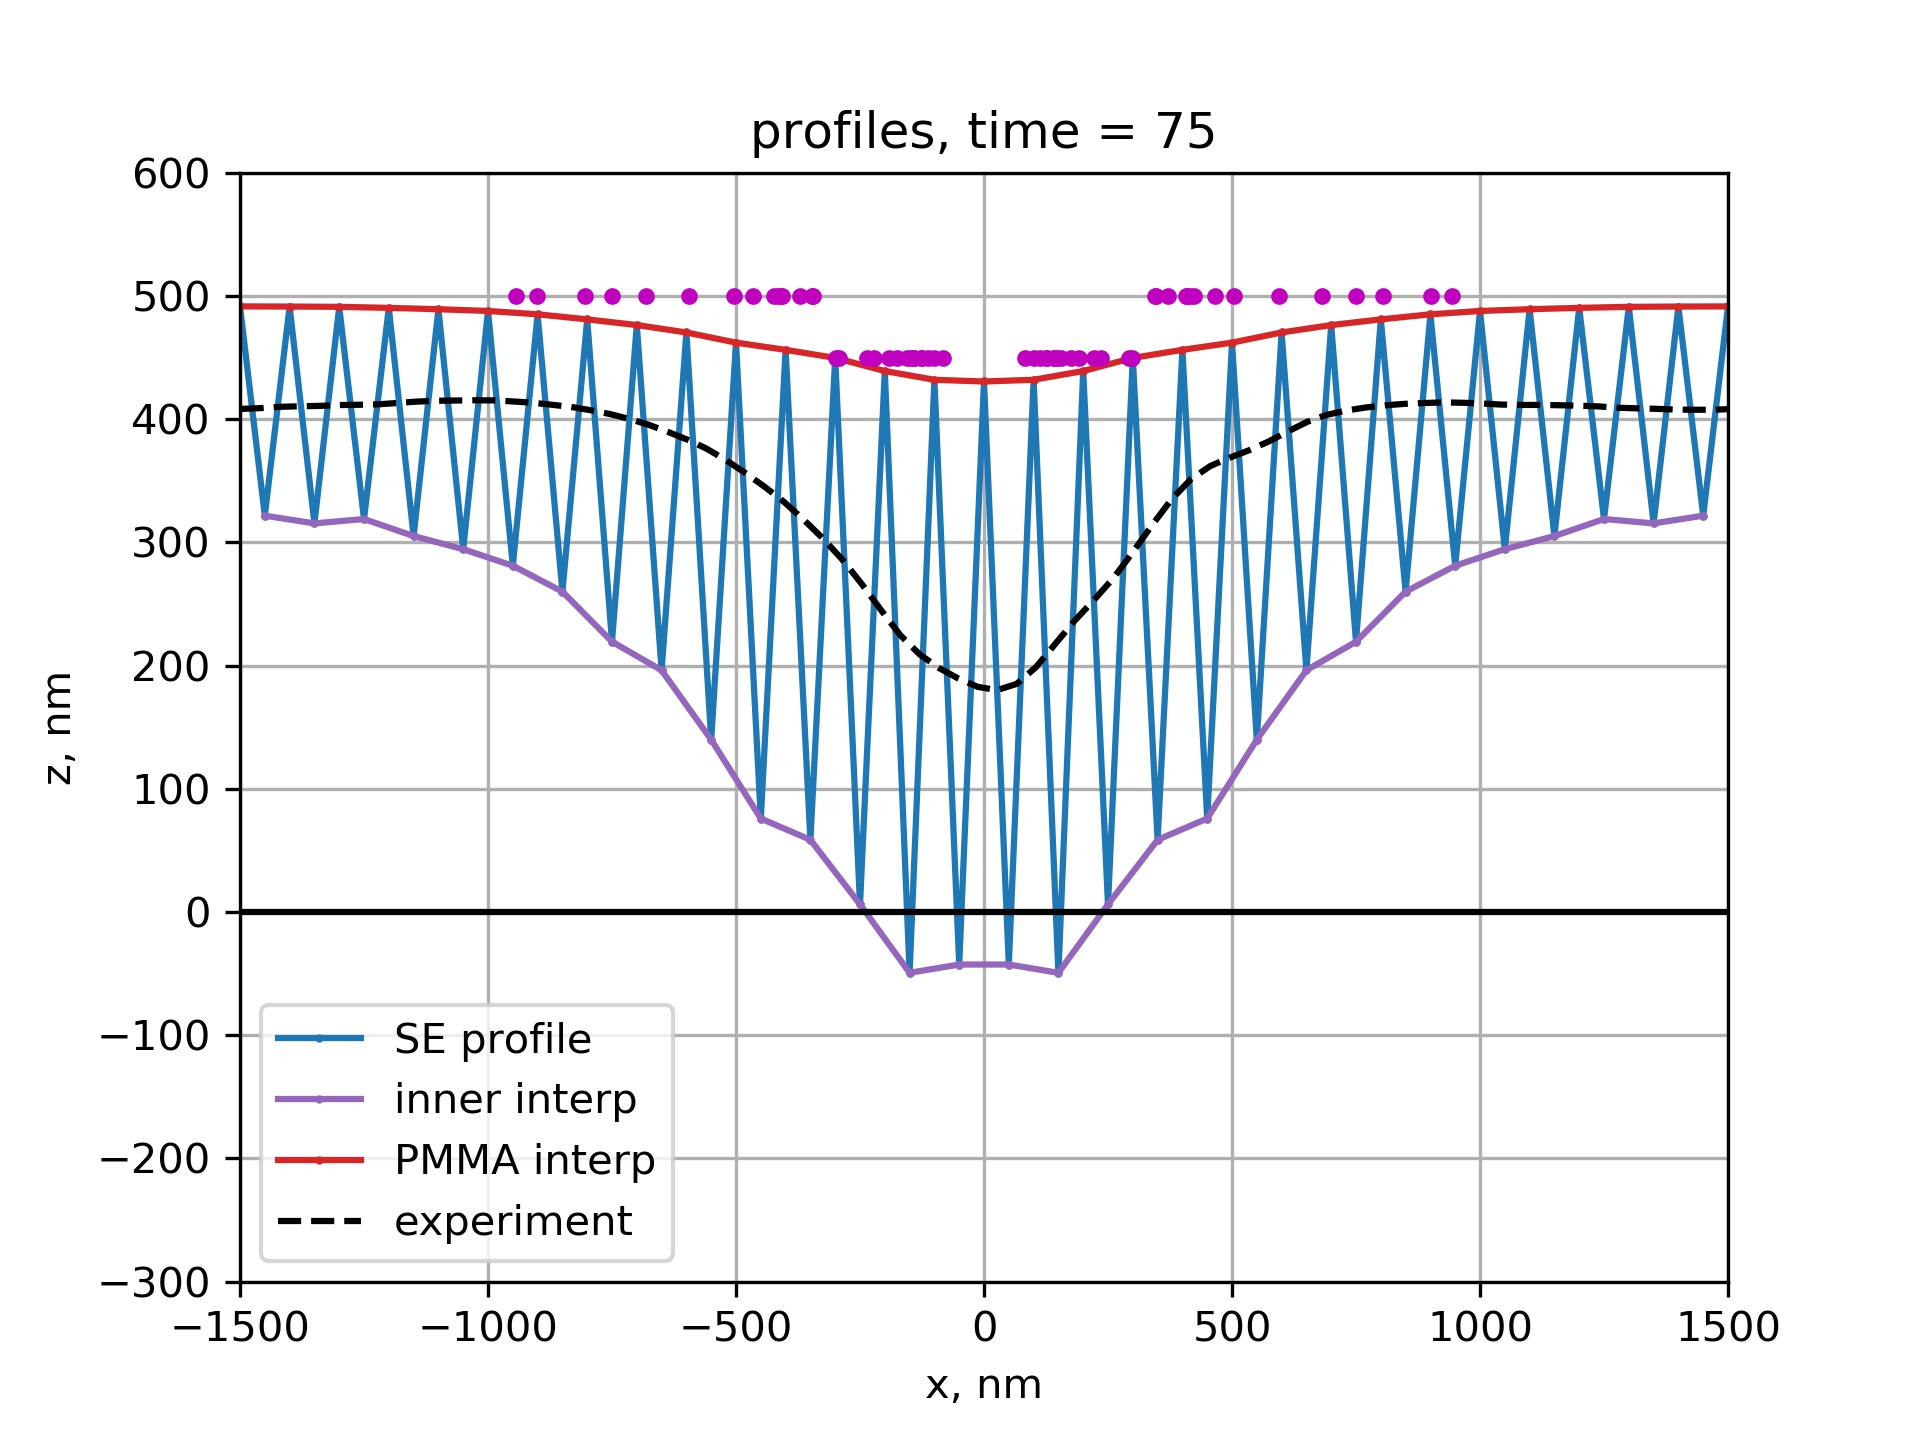 profiles, time = 75
600
500
400
300
200
100
0
−100
−200
−300
z, nm
SE profile
inner interp
PMMA interp
experiment
−1500 −1000 −500 0 500 1000 1500
x, nm